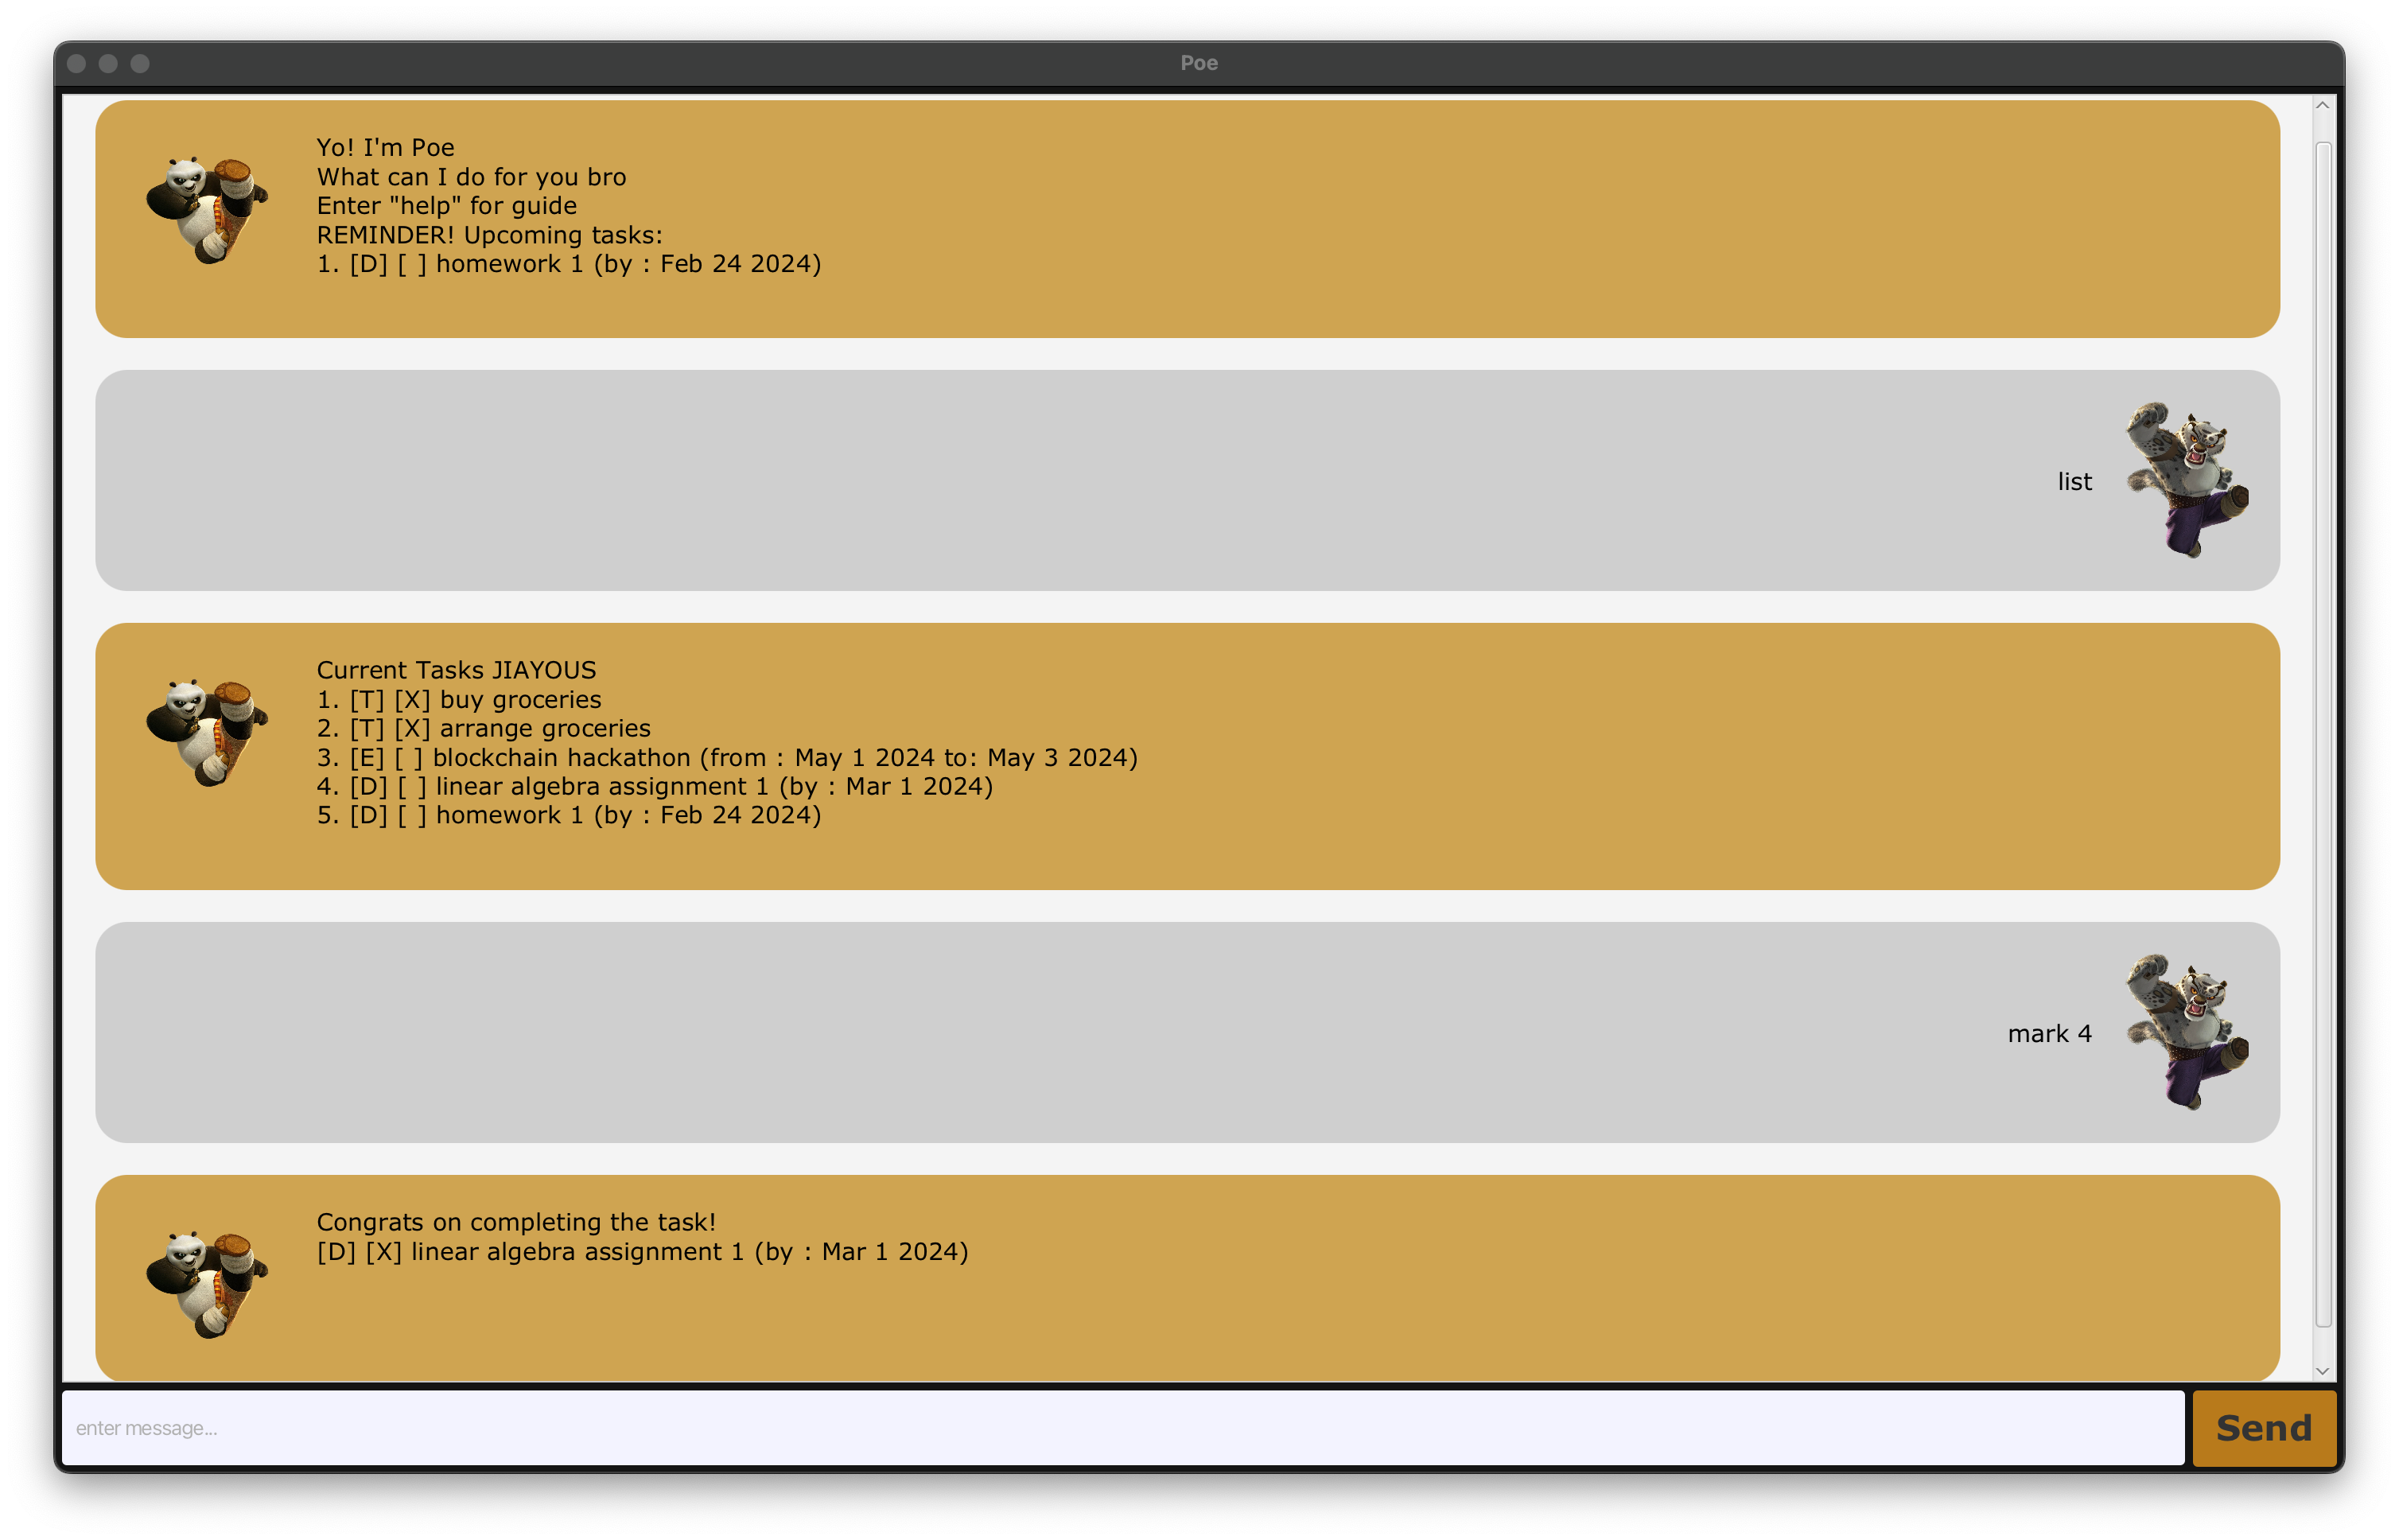 Poe
Yo! I'm Poe
What can I do for you bro
Enter "help" for guide
REMINDER! Upcoming tasks:
1. [D] [ ] homework 1 (by : Feb 24 2024)
list
Current Tasks JIAYOUS
1. [T] [X] buy groceries
2. [T] [X] arrange groceries
3. [E] [ ] blockchain hackathon (from : May 1 2024 to: May 3 2024)
4. [D] [ ] linear algebra assignment 1 (by : Mar 1 2024)
5. [D] [ ] homework 1 (by : Feb 24 2024)
mark 4
Congrats on completing the task!
[D] [X] linear algebra assignment 1 (by : Mar 1 2024)
enter message...
Send